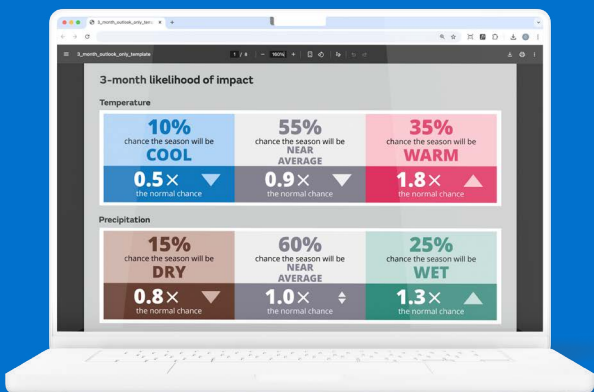 3_month_outlook_only_tem
3_month_outlook_only_template
1 / 8
100%
3-month likelihood of impact
Temperature
10%
chance the season will be
COOL
0.5×
the normal chance
55%
chance the season will be
NEAR
AVERAGE
0.9×
the normal chance
35%
chance the season will be
WARM
1.8×
the normal chance
Precipitation
15%
chance the season will be
DRY
0.8×
the normal chance
60%
chance the season will be
NEAR
AVERAGE
1.0×
the normal chance
25%
chance the season will be
WET
1.3×
the normal chance